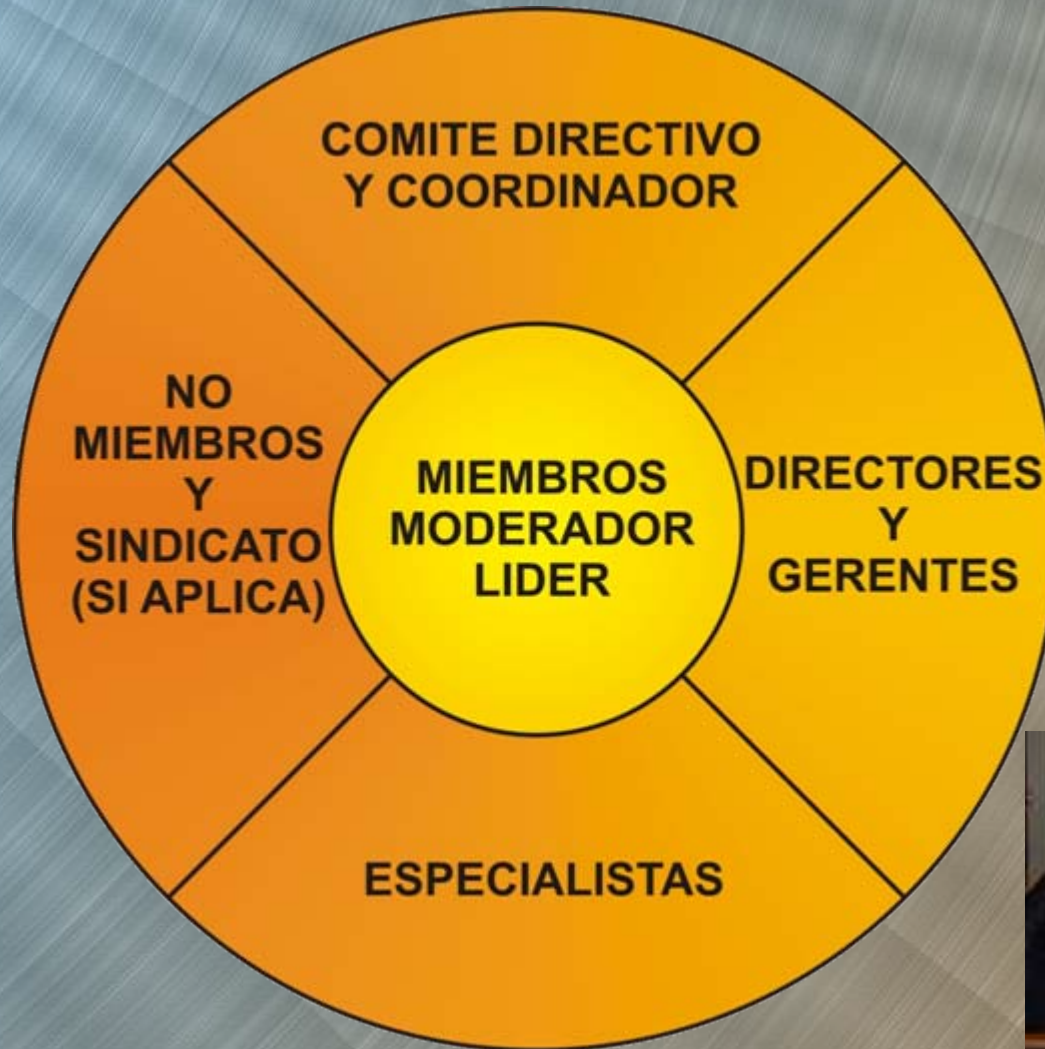 COMITE DIRECTIVO
Y COORDINADOR
NO
MIEMBROS
Y
SINDICATO
(SI APLICA)
MIEMBROS
MODERADOR
LIDER
DIRECTORES
Y
GERENTES
ESPECIALISTAS